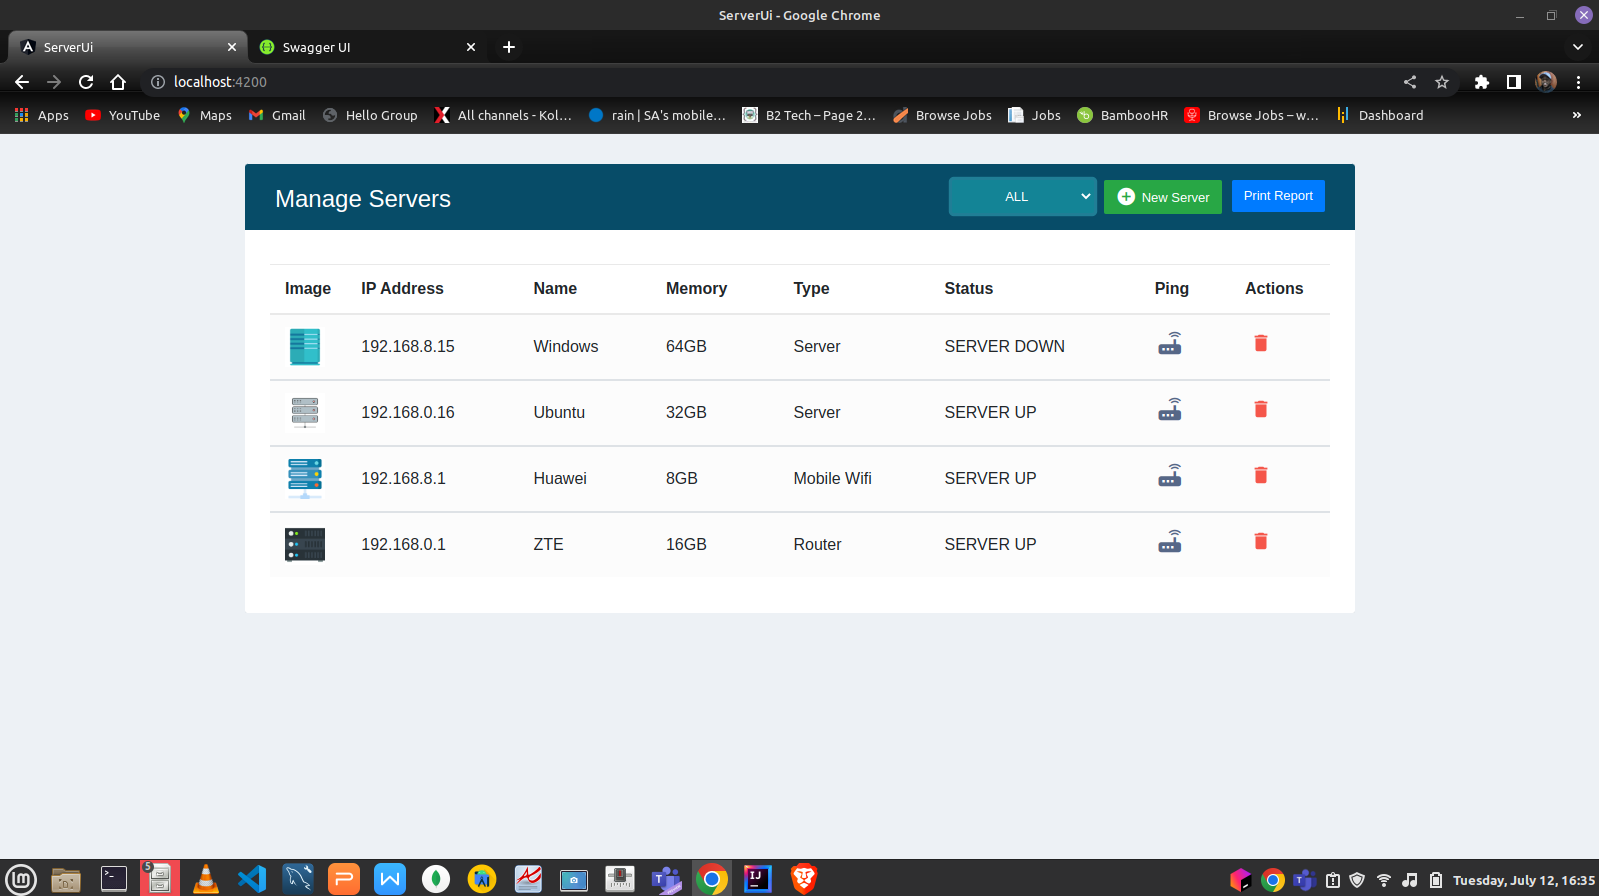 ServerUi - Google Chrome
ServerUi
Swagger UI
localhost:4200
Apps
YouTube
Maps
Gmail
Hello Group
All channels - Kol...
rain | SA's mobile...
B2 Tech – Page 2...
Browse Jobs
Jobs
BambooHR
Browse Jobs – w...
Dashboard
»
Manage Servers
ALL
New Server
Print Report
Image IP Address Name Memory Type Status Ping Actions
192.168.8.15 Windows 64GB Server SERVER DOWN
192.168.0.16 Ubuntu 32GB Server SERVER UP
192.168.8.1 Huawei 8GB Mobile Wifi SERVER UP
192.168.0.1 ZTE 16GB Router SERVER UP
5
Tuesday, July 12, 16:35